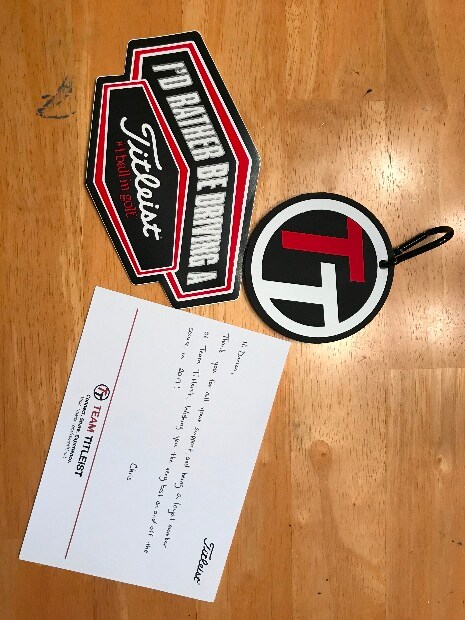 I'D RATHER BE DRIVING A
Titleist
#1 ball in golf.
TT
Titleist
Hi
Thank you for all your support and being a loyal member
of Team Titleist. Wishing you the very best on and off the
course in 2017!
Chris
TT TEAM TITLEIST